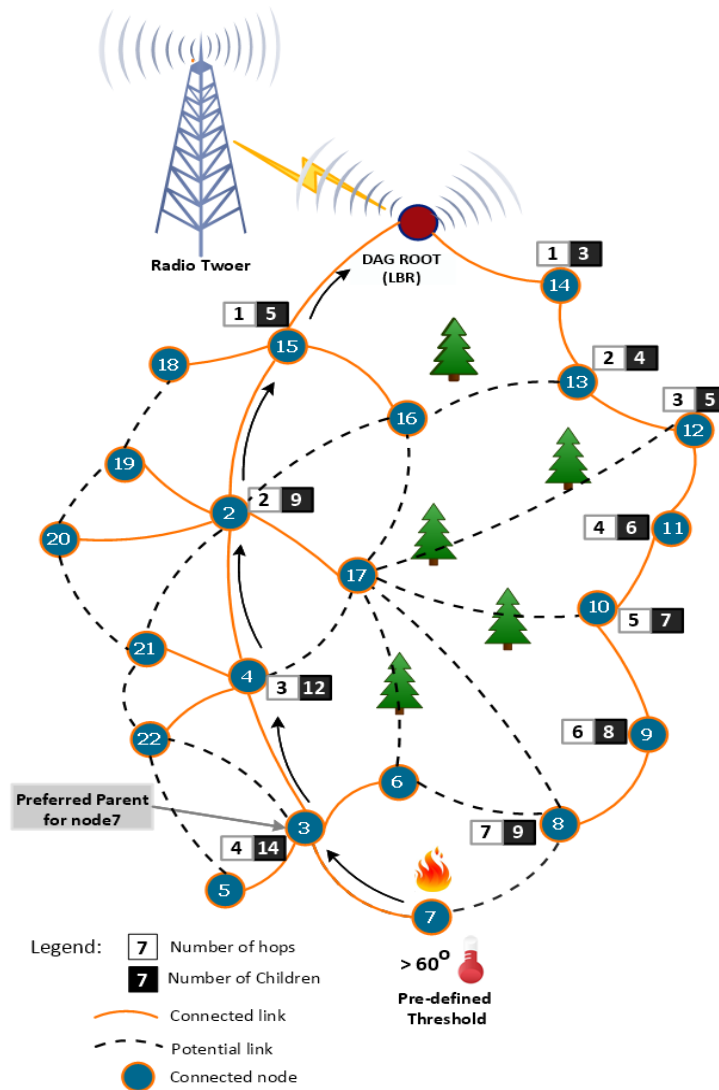 Radio Twoer
DAG ROOT
(LBR)
1 3
14
1 5
15
18
2 4
13
3 5
12
16
19
2
2 9
20
4 6
11
17
10
5 7
21
4
3 12
22
6 8
9
6
Preferred Parent
for node7
3
4 14
7 9
8
5
7
> 60O
Pre-defined
Threshold
Legend:
7 Number of hops
7 Number of Children
Connected link
Potential link
Connected node